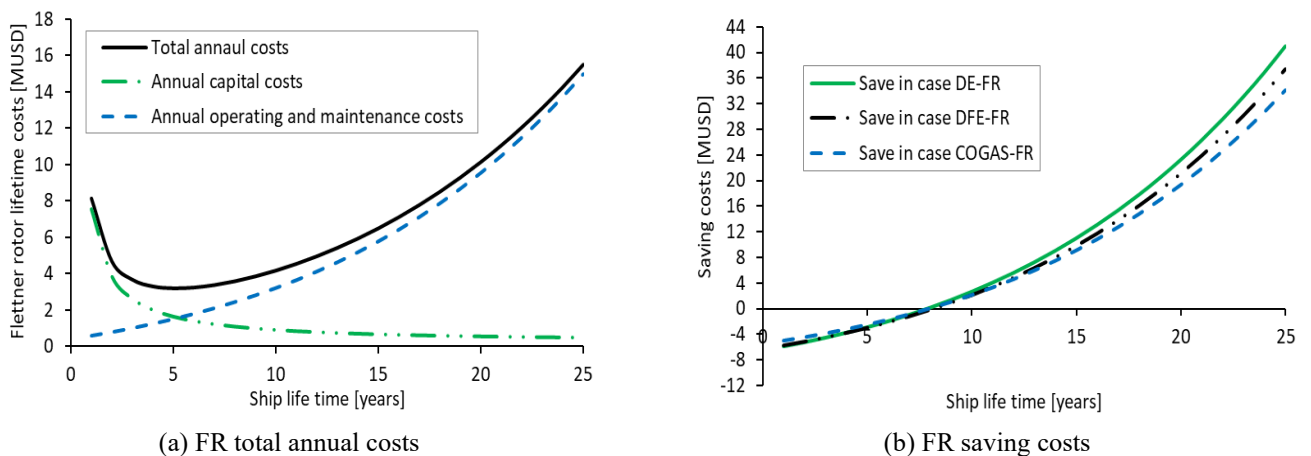 Flettner rotor lifetime costs [MUSD]
18
16
14
12
10
8
6
4
2
0
Total annaul costs
Annual capital costs
Annual operating and maintenance costs
0 5 10 15 20 25
Ship life time [years]
(a) FR total annual costs
Saving costs [MUSD]
44
40
36
32
28
24
20
16
12
8
4
0
-4
-8
-12
Save in case DE-FR
Save in case DFE-FR
Save in case COGAS-FR
0 5 10 15 20 25
Ship life time [years]
(b) FR saving costs